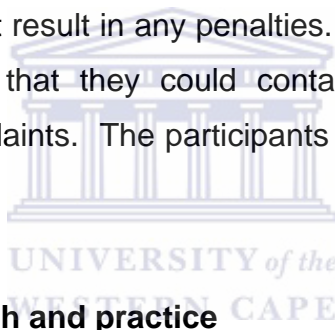 result in any penalties.
that they could conta
laints. The participants
UNIVERSITY of the
WESTERN CAPE
h and practice